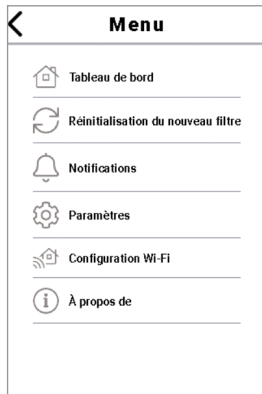 Menu
Tableau de bord
Réinitialisation du nouveau filtre
Notifications
Paramètres
Configuration Wi-Fi
À propos de